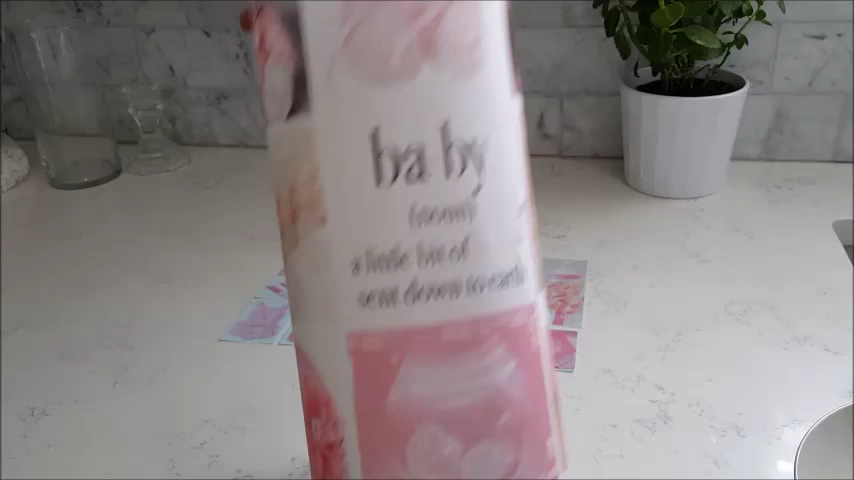 baby
(noun)
a little bit of
sent down to earth